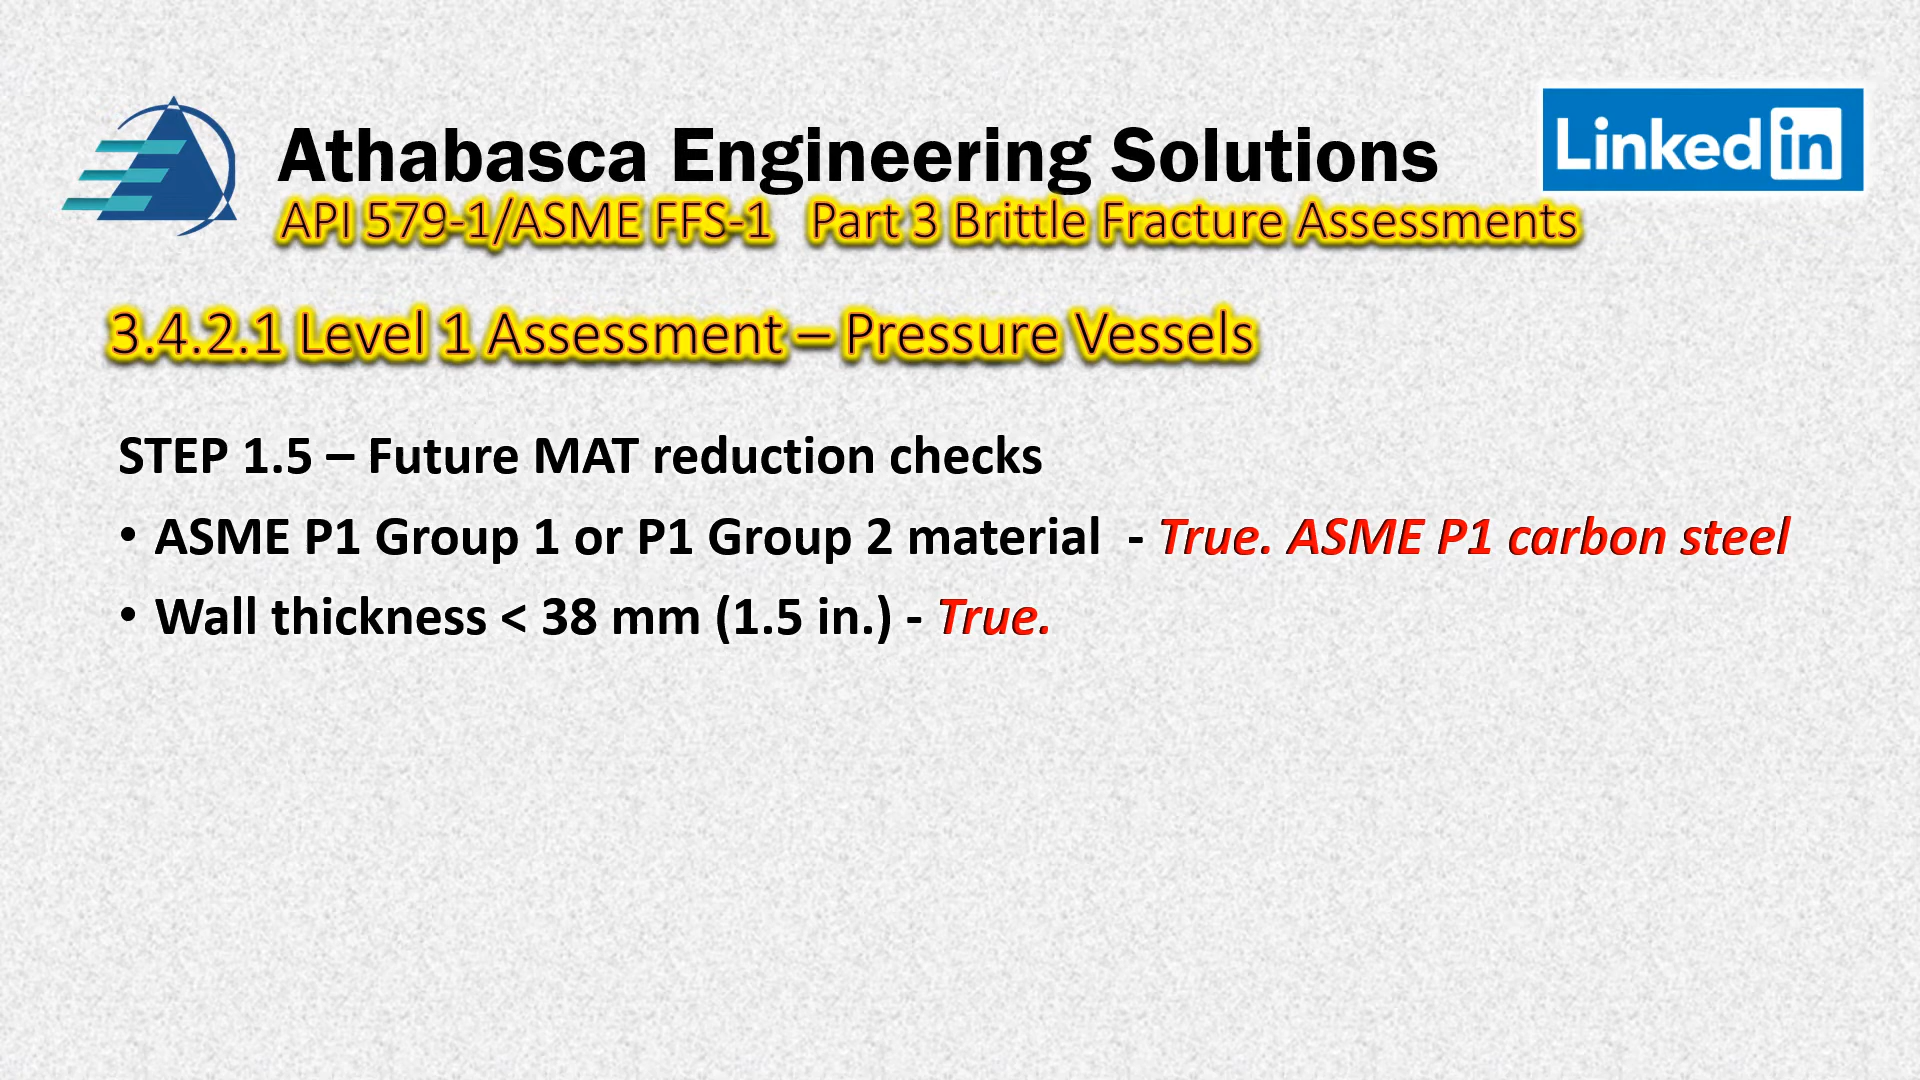 Athabasca Engineering Solutions
Linked in
API 579-1/ASME FFS-1 Part 3 Brittle Fracture Assessments
3.4.2.1 Level 1 Assessment – Pressure Vessels
STEP 1.5 – Future MAT reduction checks
• ASME P1 Group 1 or P1 Group 2 material - True. ASME P1 carbon steel
• Wall thickness < 38 mm (1.5 in.) - True.